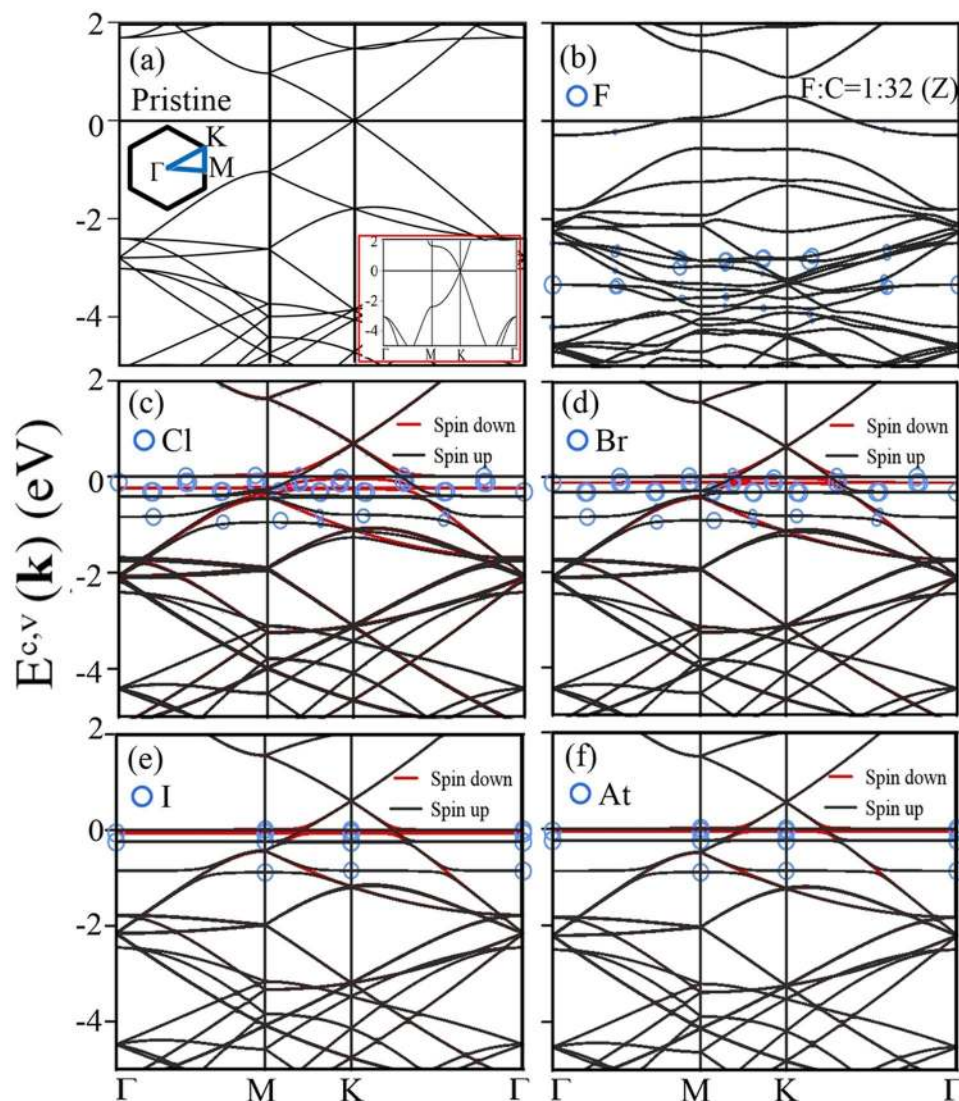 E^c,v (k) (eV)
(a)
Pristine
K
Γ
M
2
0
-2
-4
2
0
-2
-4
Γ
M
K
Γ
(b)
F
F:C=1:32 (Z)
(c)
Cl
Spin down
Spin up
2
0
-2
-4
(d)
Br
Spin down
Spin up
(e)
I
Spin down
Spin up
2
0
-2
-4
(f)
At
Spin down
Spin up
Γ M K Γ
Γ M K Γ